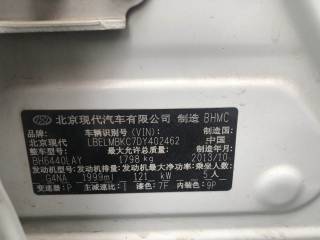 北京现代汽车有限公司 制造 BHMC
品牌: 车辆识别号(VIN): 制造国:
北京现代 LBELMBKC7DY402462 中国
整车型号: 最大允许总质量: 制造年月:
BH6440LAY 1798 kg 2013/10
发动机型号: 发动机排量: 发动机最大净功率: 乘坐人数:
G4NA 1999ml 121 kW 5人
变速器: P 主减速比: T 漆色: 7F 内饰: 9P